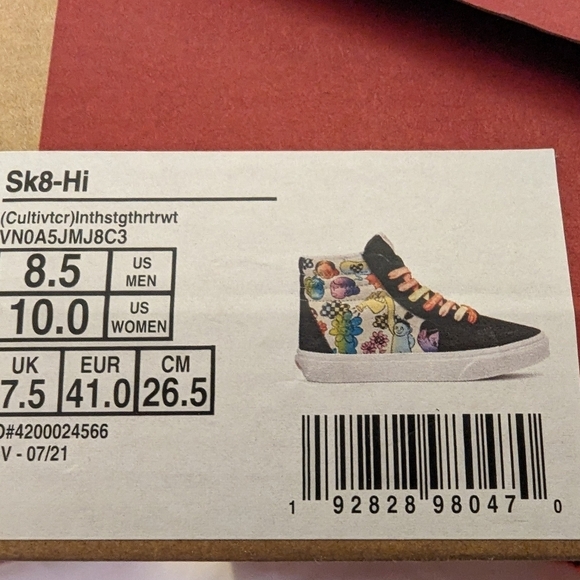 Sk8-Hi
(Cultivtcr)Inthstgthrtrwt
VN0A5JMJ8C3
8.5 US MEN
10.0 US WOMEN
UK EUR CM
7.5 41.0 26.5
#4200024566
V - 07/21
1 92828 98047 0